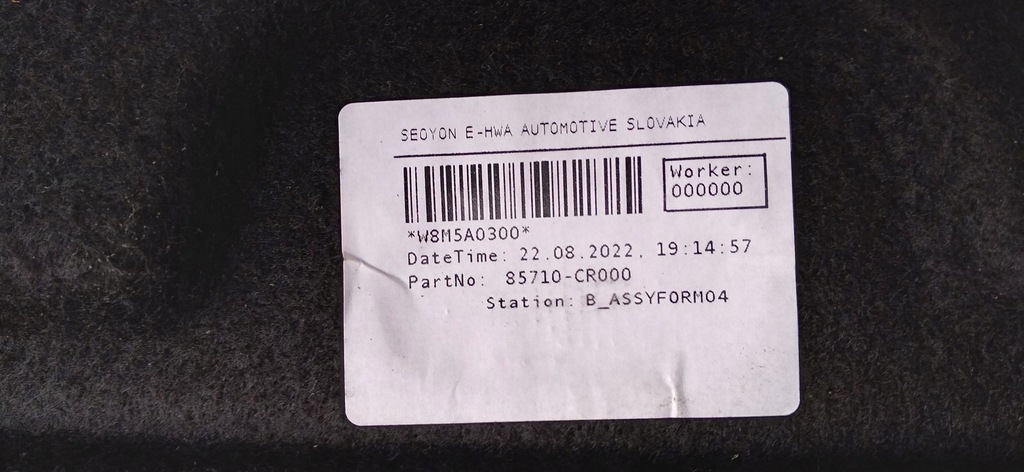 SEOYON E-HWA AUTOMOTIVE SLOVAKIA
Worker:
000000
*W8M5A0300*
DateTime: 22.08.2022, 19:14:57
PartNo: 85710-CR000
Station: B_ASSYFORM04